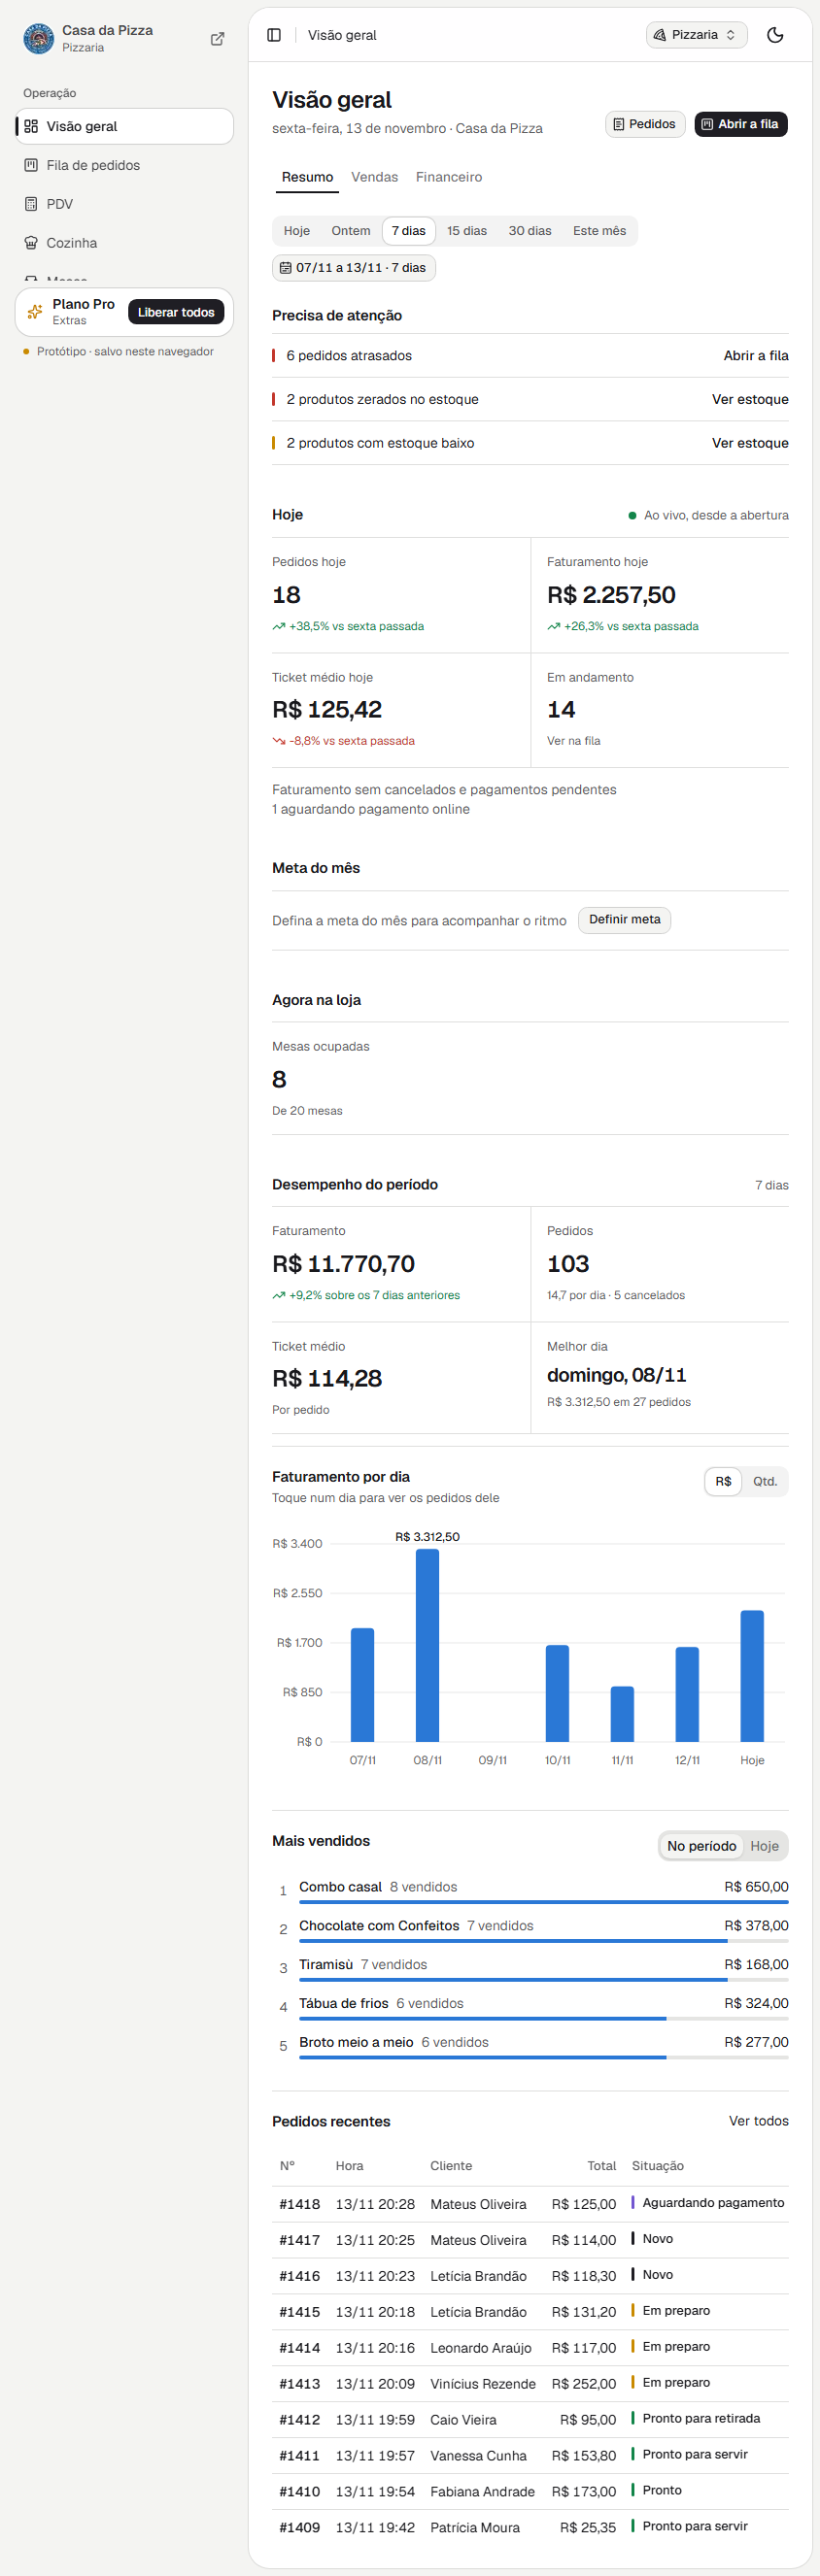 Casa da Pizza
Pizzaria
Operação
Visão geral
Fila de pedidos
PDV
Cozinha
Plano Pro
Extras
Liberar todos
Protótipo · salvo neste navegador
Visão geral
Pizzaria
Visão geral
sexta-feira, 13 de novembro · Casa da Pizza
Pedidos
Abrir a fila
Resumo Vendas Financeiro
Hoje Ontem 7 dias 15 dias 30 dias Este mês
07/11 a 13/11 · 7 dias
Precisa de atenção
6 pedidos atrasados Abrir a fila
2 produtos zerados no estoque Ver estoque
2 produtos com estoque baixo Ver estoque
Hoje Ao vivo, desde a abertura
Pedidos hoje
18
+38,5% vs sexta passada
Faturamento hoje
R$ 2.257,50
+26,3% vs sexta passada
Ticket médio hoje
R$ 125,42
-8,8% vs sexta passada
Em andamento
14
Ver na fila
Faturamento sem cancelados e pagamentos pendentes
1 aguardando pagamento online
Meta do mês
Defina a meta do mês para acompanhar o ritmo Definir meta
Agora na loja
Mesas ocupadas
8
De 20 mesas
Desempenho do período 7 dias
Faturamento
R$ 11.770,70
+9,2% sobre os 7 dias anteriores
Pedidos
103
14,7 por dia · 5 cancelados
Ticket médio
R$ 114,28
Por pedido
Melhor dia
domingo, 08/11
R$ 3.312,50 em 27 pedidos
Faturamento por dia
Toque num dia para ver os pedidos dele
R$ Qtd.
R$ 3.312,50
R$ 3.400
R$ 2.550
R$ 1.700
R$ 850
R$ 0
07/11 08/11 09/11 10/11 11/11 12/11 Hoje
Mais vendidos No período Hoje
1 Combo casal 8 vendidos R$ 650,00
2 Chocolate com Confeitos 7 vendidos R$ 378,00
3 Tiramisù 7 vendidos R$ 168,00
4 Tábua de frios 6 vendidos R$ 324,00
5 Broto meio a meio 6 vendidos R$ 277,00
Pedidos recentes Ver todos
Nº Hora Cliente Total Situação
#1418 13/11 20:28 Mateus Oliveira R$ 125,00 Aguardando pagamento
#1417 13/11 20:25 Mateus Oliveira R$ 114,00 Novo
#1416 13/11 20:23 Letícia Brandão R$ 118,30 Novo
#1415 13/11 20:18 Letícia Brandão R$ 131,20 Em preparo
#1414 13/11 20:16 Leonardo Araújo R$ 117,00 Em preparo
#1413 13/11 20:09 Vinícius Rezende R$ 252,00 Em preparo
#1412 13/11 19:59 Caio Vieira R$ 95,00 Pronto para retirada
#1411 13/11 19:57 Vanessa Cunha R$ 153,80 Pronto para servir
#1410 13/11 19:54 Fabiana Andrade R$ 173,00 Pronto
#1409 13/11 19:42 Patrícia Moura R$ 25,35 Pronto para servir